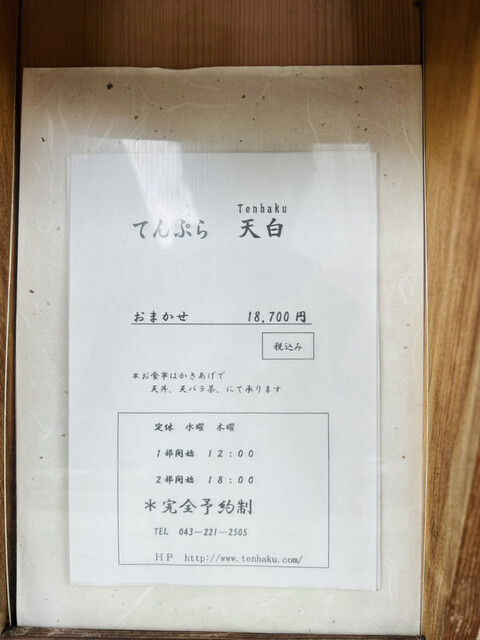 Tenhaku
てんぷら 天白
おまかせ 18,700円
税込み
＊お食事はかきあげで
天丼、天バラ茶、にて承ります
定休 水曜 木曜
1部開始 12:00
2部開始 18:00
＊完全予約制
TEL 043-221-2505
HP http://www.tenhaku.com/